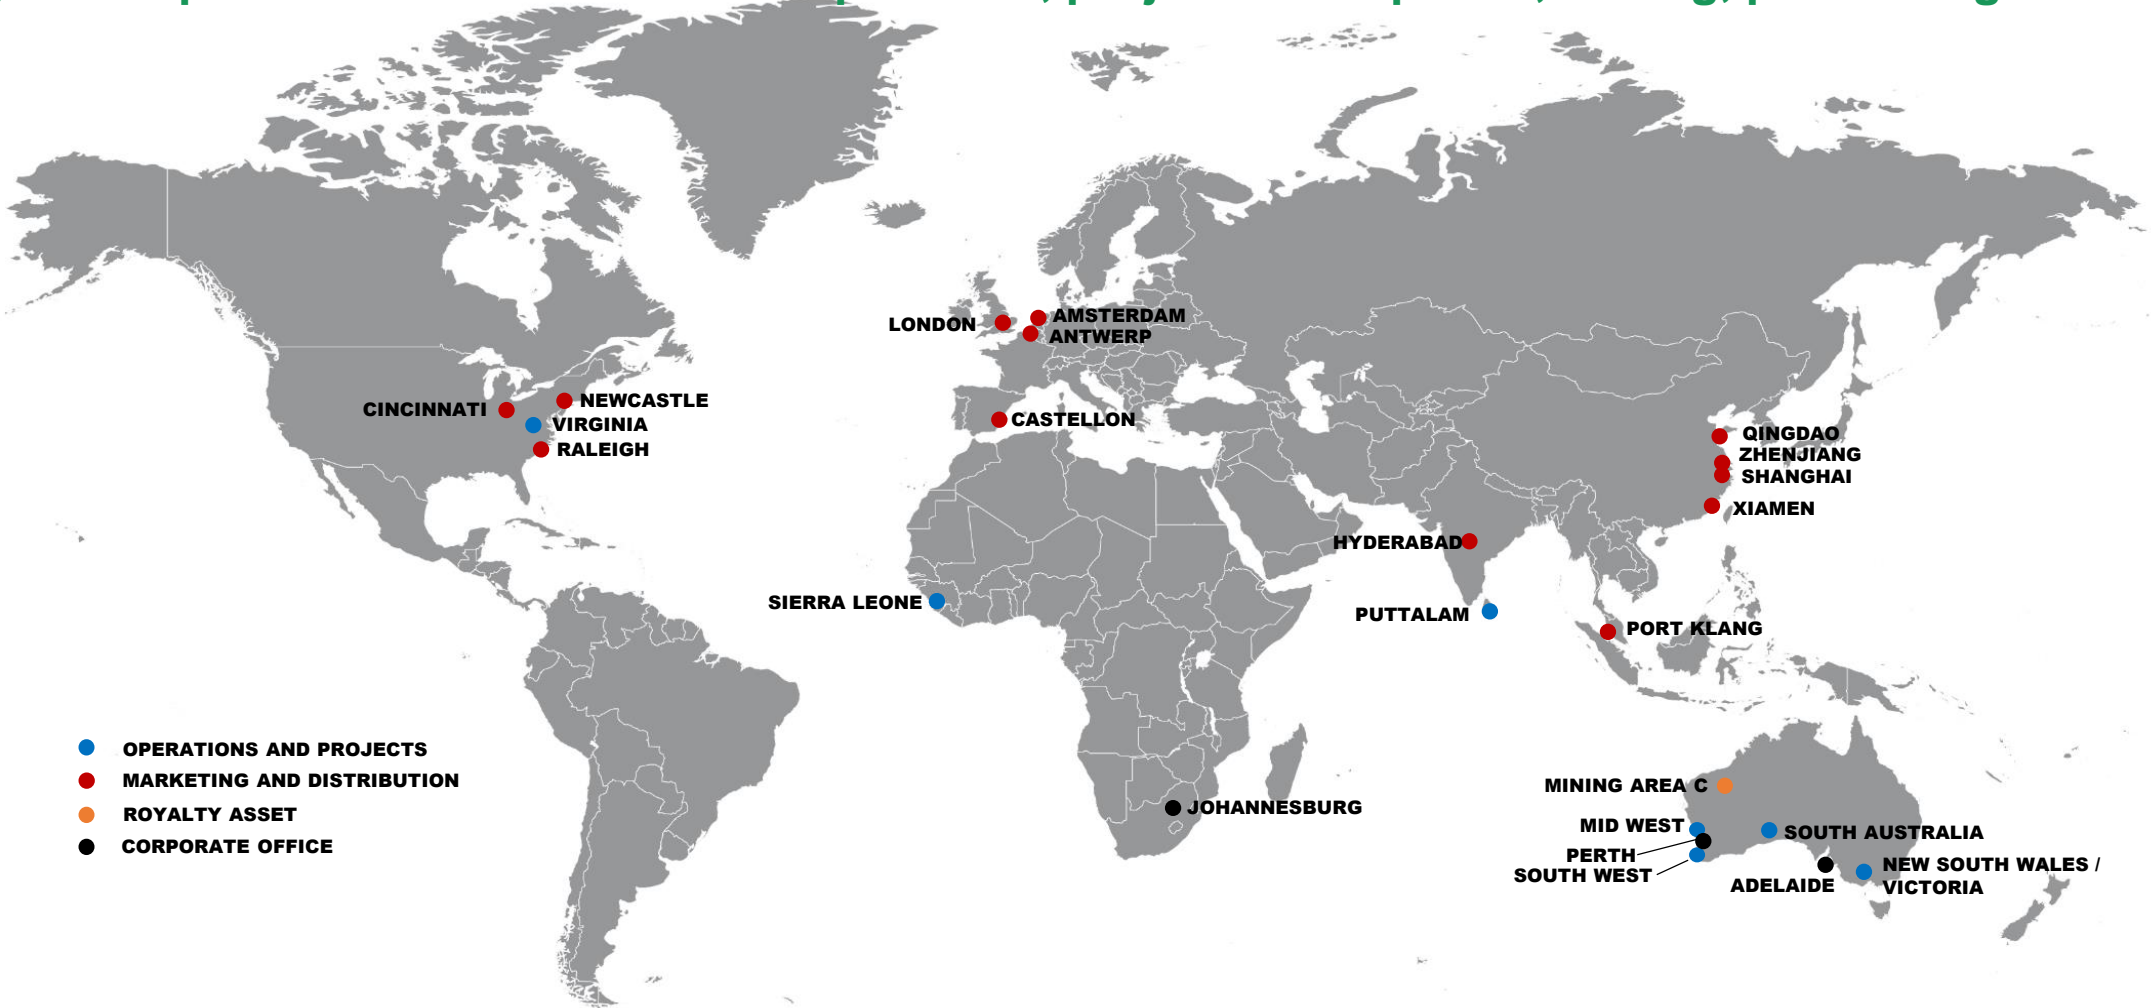 LONDON
AMSTERDAM
ANTWERP
CINCINNATI
NEWCASTLE
VIRGINIA
RALEIGH
CASTELLON
QINGDAO
ZHENJIANG
SHANGHAI
XIAMEN
HYDERABAD
SIERRA LEONE
PUTTALAM
PORT KLANG
OPERATIONS AND PROJECTS
MARKETING AND DISTRIBUTION
ROYALTY ASSET
CORPORATE OFFICE
JOHANNESBURG
MINING AREA C
MID WEST
PERTH
SOUTH WEST
SOUTH AUSTRALIA
ADELAIDE
NEW SOUTH WALES /
VICTORIA